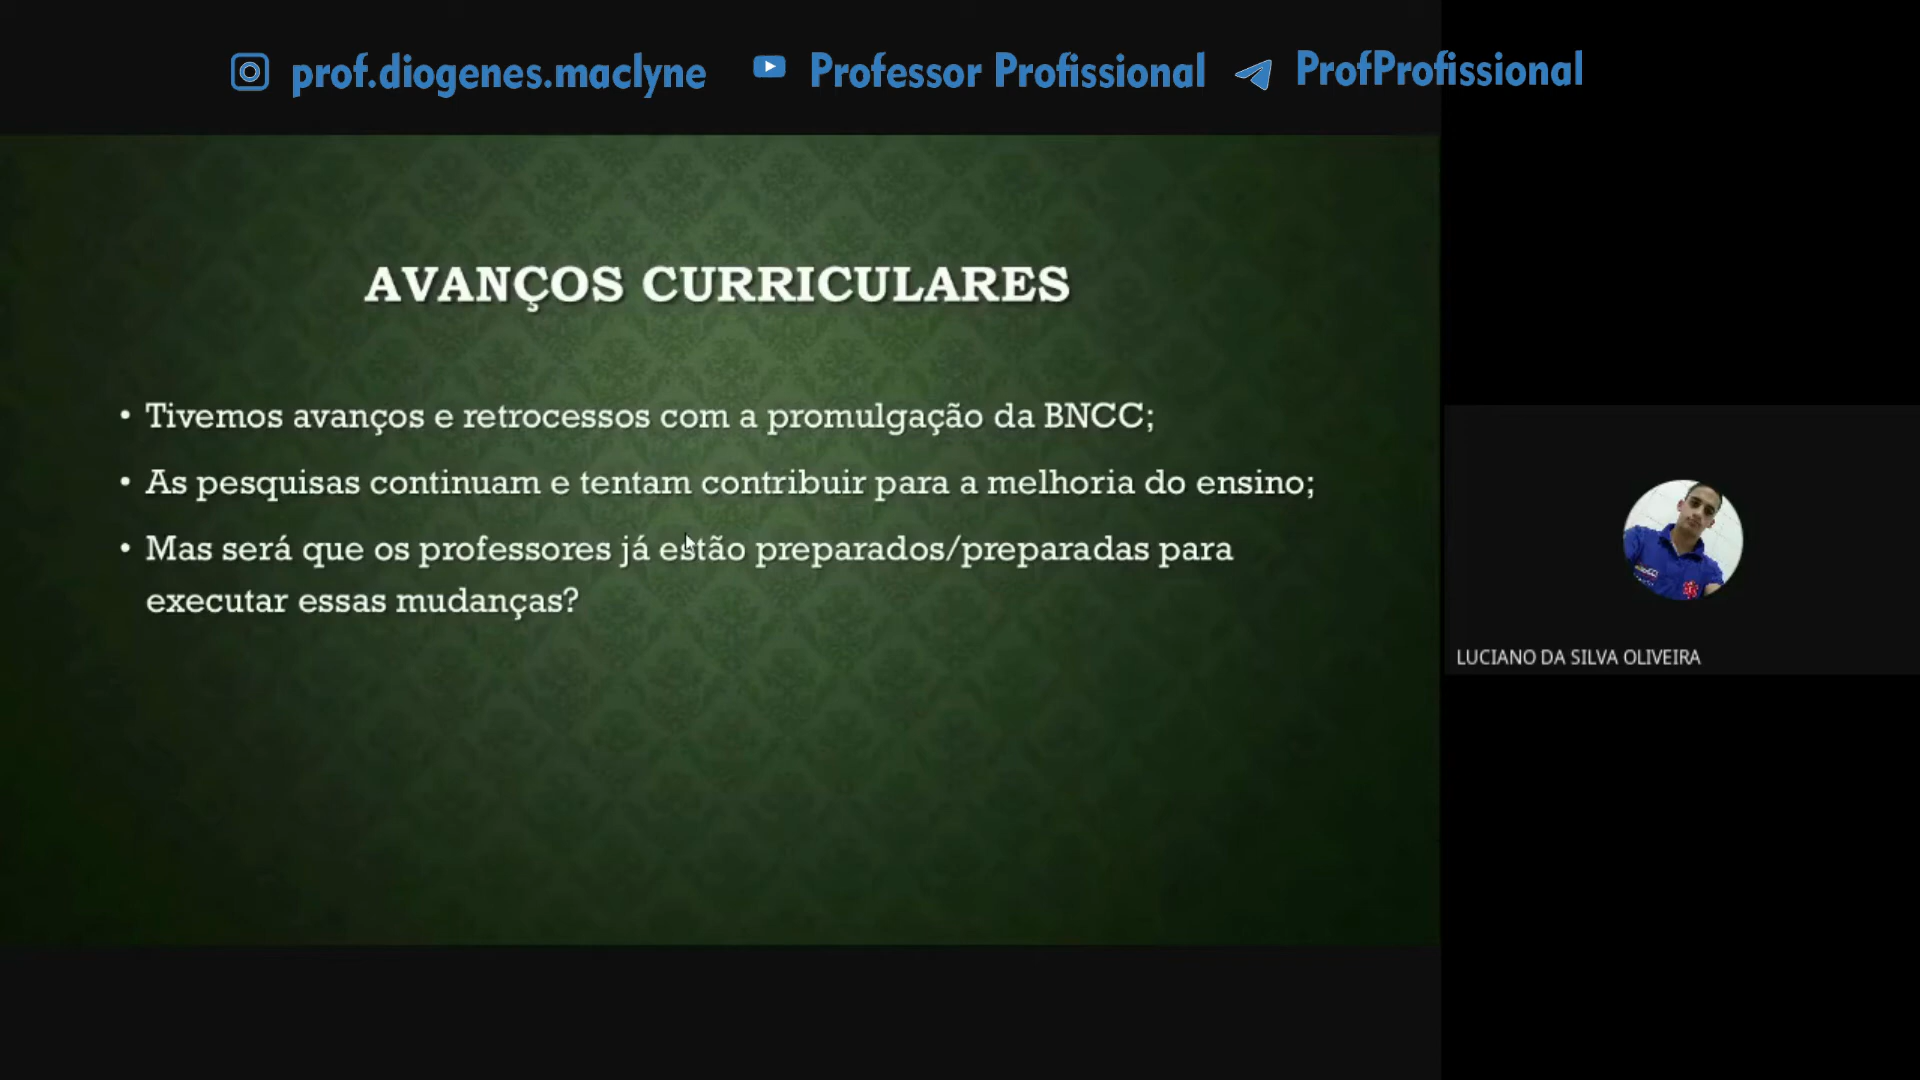 prof.diogenes.maclyne Professor Profissional ProfProfissional
AVANÇOS CURRICULARES
• Tivemos avanços e retrocessos com a promulgação da BNCC;
• As pesquisas continuam e tentam contribuir para a melhoria do ensino;
• Mas será que os professores já estão preparados/preparadas para
executar essas mudanças?
LUCIANO DA SILVA OLIVEIRA